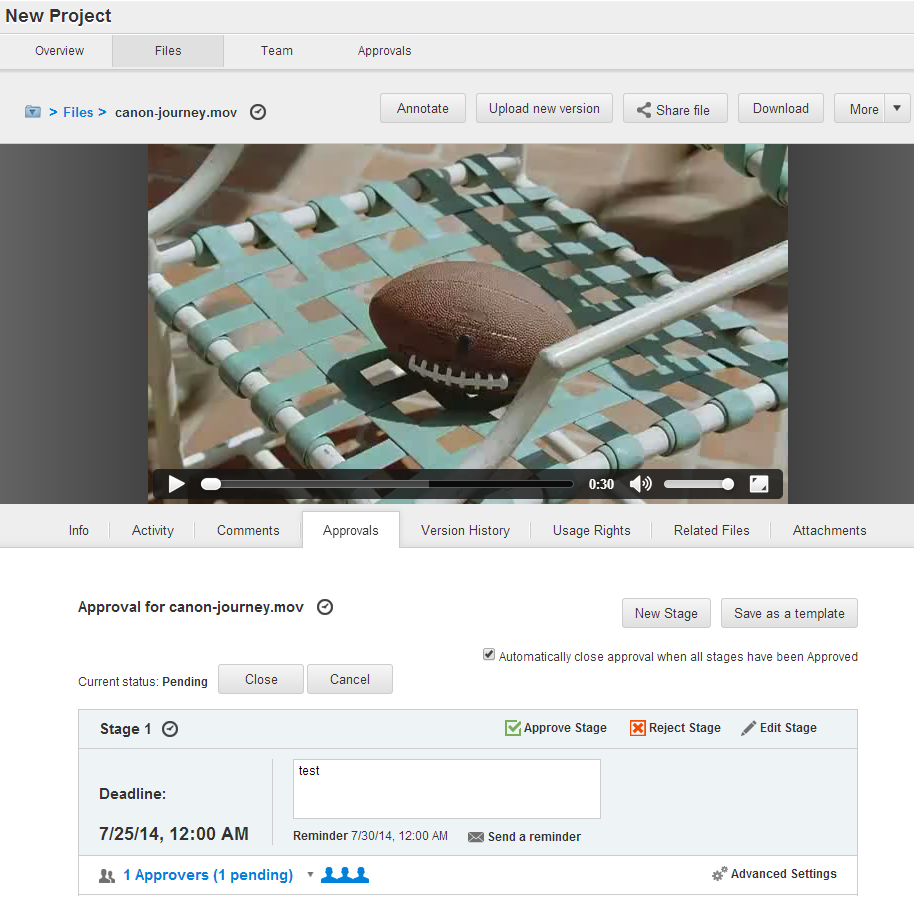 New Project
Overview Files Team Approvals
> Files > canon-journey.mov
Annotate Upload new version Share file Download More
0:30
Info Activity Comments Approvals Version History Usage Rights Related Files Attachments
Approval for canon-journey.mov
New Stage Save as a template
Automatically close approval when all stages have been Approved
Current status: Pending Close Cancel
Stage 1 Approve Stage Reject Stage Edit Stage
test
Deadline:
7/25/14, 12:00 AM
Reminder 7/30/14, 12:00 AM Send a reminder
1 Approvers (1 pending) Advanced Settings